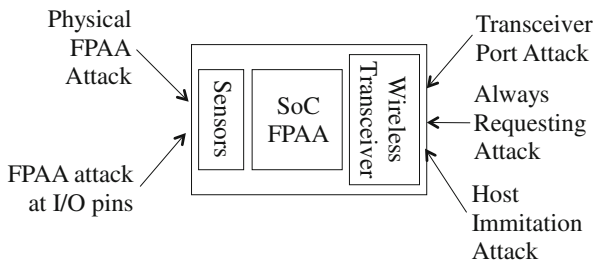 Physical
FPAA
Attack
FPAA attack
at I/O pins
Sensors
SoC
FPAA
Wireless
Transceiver
Transceiver
Port Attack
Always
Requesting
Attack
Host
Immitation
Attack